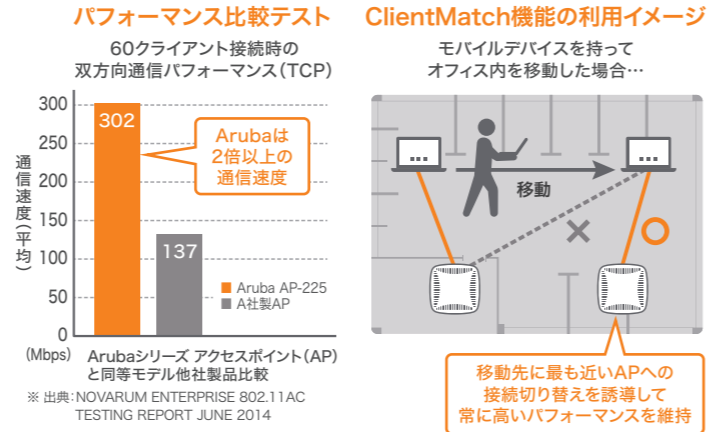 パフォーマンス比較テスト
60クライアント接続時の
双方向通信パフォーマンス（TCP）
通信速度（平均）
300
250
200
150
100
50
0
(Mbps)
302
137
Arubaは
2倍以上の
通信速度
Aruba AP-225
A社製AP
Arubaシリーズ アクセスポイント（AP）
と同等モデル他社製品比較
※ 出典：NOVARUM ENTERPRISE 802.11AC
TESTING REPORT JUNE 2014
ClientMatch機能の利用イメージ
モバイルデバイスを持って
オフィス内を移動した場合…
移動
移動先に最も近いAPへの
接続切り替えを誘導して
常に高いパフォーマンスを維持